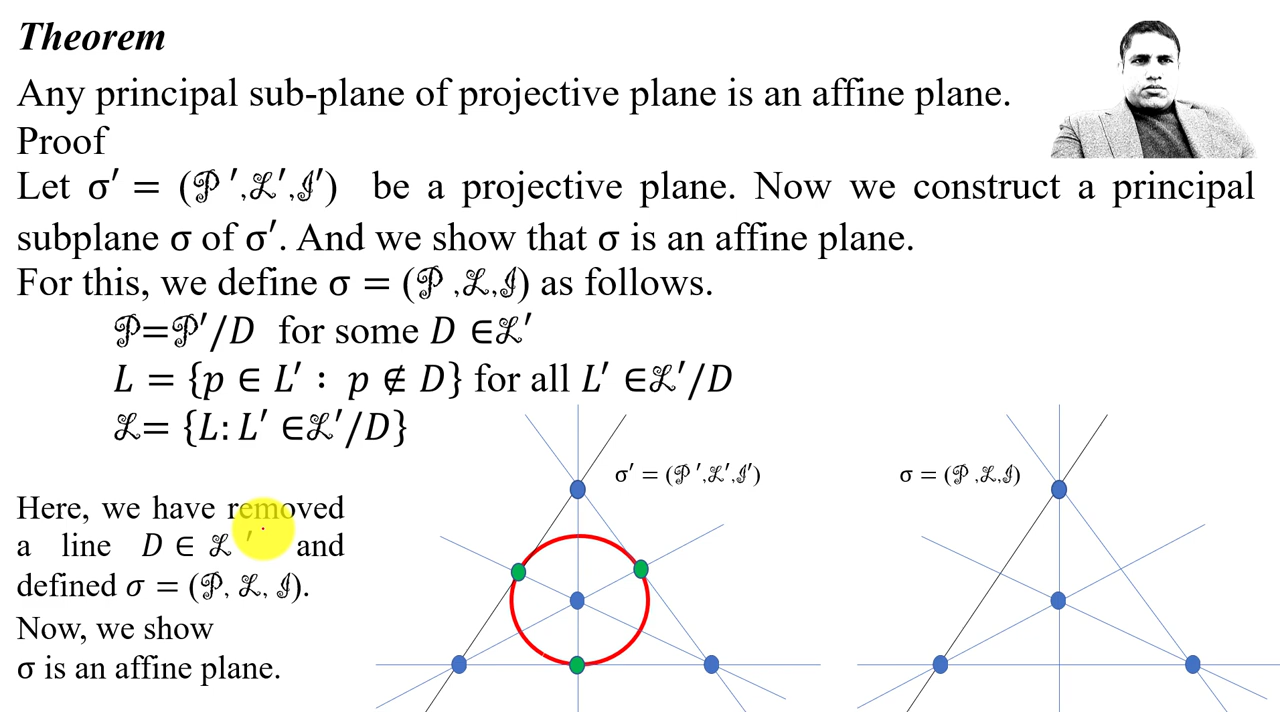 Theorem
Any principal sub-plane of projective plane is an affine plane.
Proof
Let σ′ = (𝒫 ′,ℒ′,ℐ′) be a projective plane. Now we construct a principal
subplane σ of σ′. And we show that σ is an affine plane.
For this, we define σ = (𝒫 ,ℒ,ℐ) as follows.
𝒫=𝒫′/D for some D ∈ℒ′
L = {p ∈ L′ : p ∉ D} for all L′ ∈ℒ′/D
ℒ= {L: L′ ∈ℒ′/D}
σ′ = (𝒫 ′,ℒ′,ℐ′)
σ = (𝒫 ,ℒ,ℐ)
Here, we have removed
a line D ∈ ℒ ′ and
defined σ = (𝒫, ℒ, ℐ).
Now, we show
σ is an affine plane.